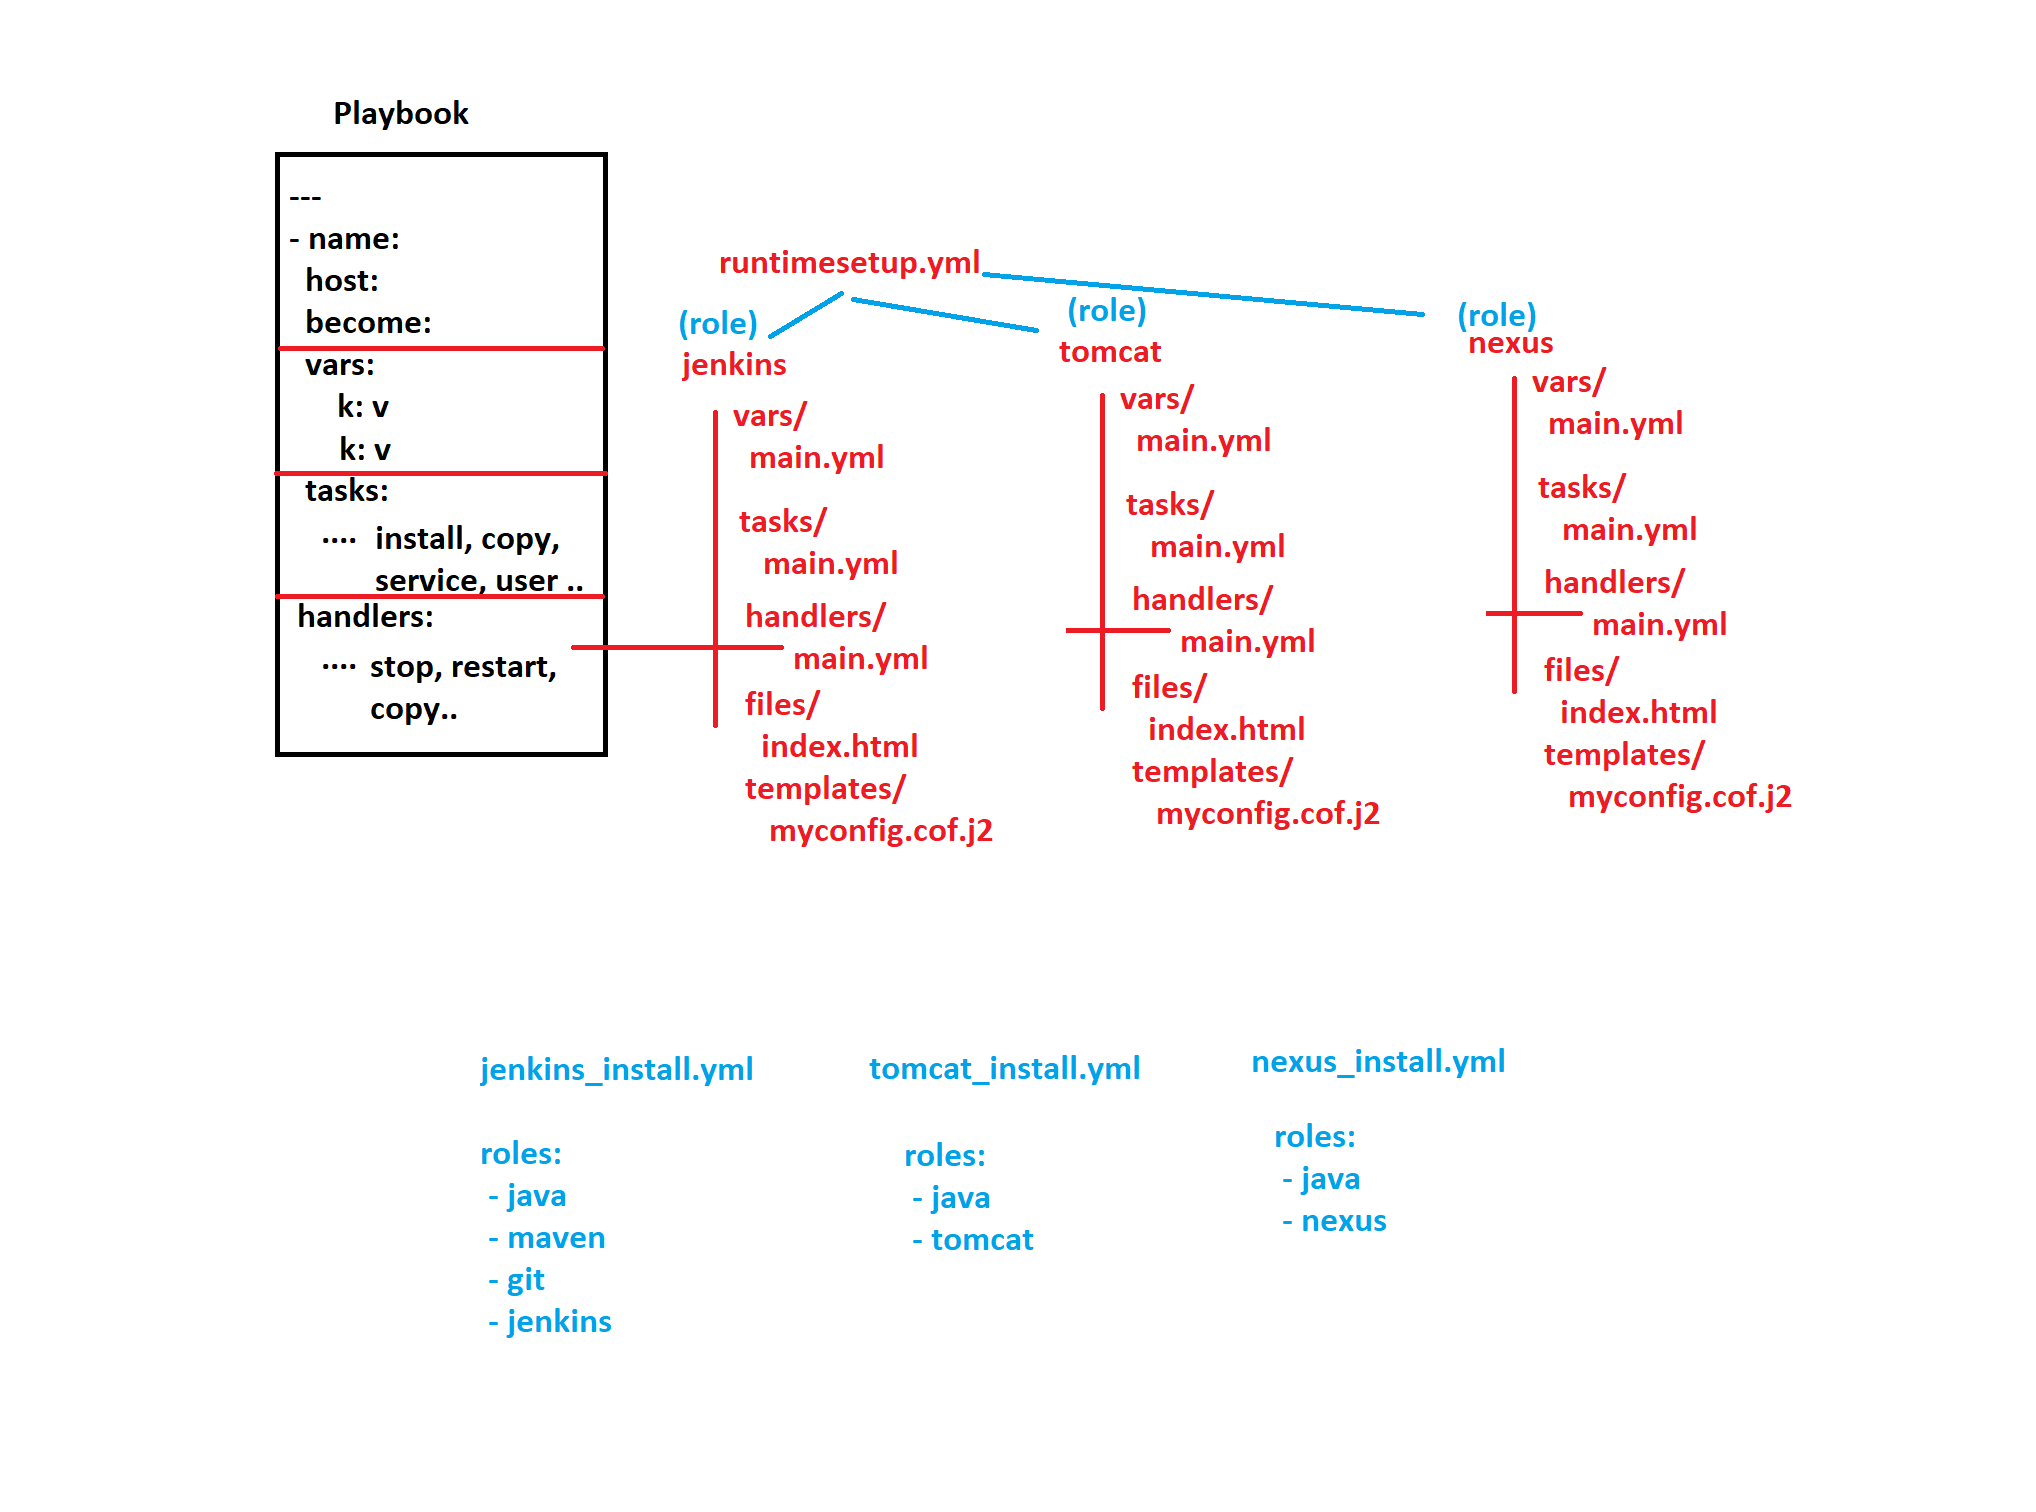 Playbook
---
- name:
host:
become:
vars:
k: v
k: v
tasks:
.... install, copy,
service, user ..
handlers:
.... stop, restart,
copy..
runtimesetup.yml
(role)
jenkins
vars/
main.yml
tasks/
main.yml
handlers/
main.yml
files/
index.html
templates/
myconfig.cof.j2
(role)
tomcat
vars/
main.yml
tasks/
main.yml
handlers/
main.yml
files/
index.html
templates/
myconfig.cof.j2
(role)
nexus
vars/
main.yml
tasks/
main.yml
handlers/
main.yml
files/
index.html
templates/
myconfig.cof.j2
jenkins_install.yml
roles:
- java
- maven
- git
- jenkins
tomcat_install.yml
roles:
- java
- tomcat
nexus_install.yml
roles:
- java
- nexus